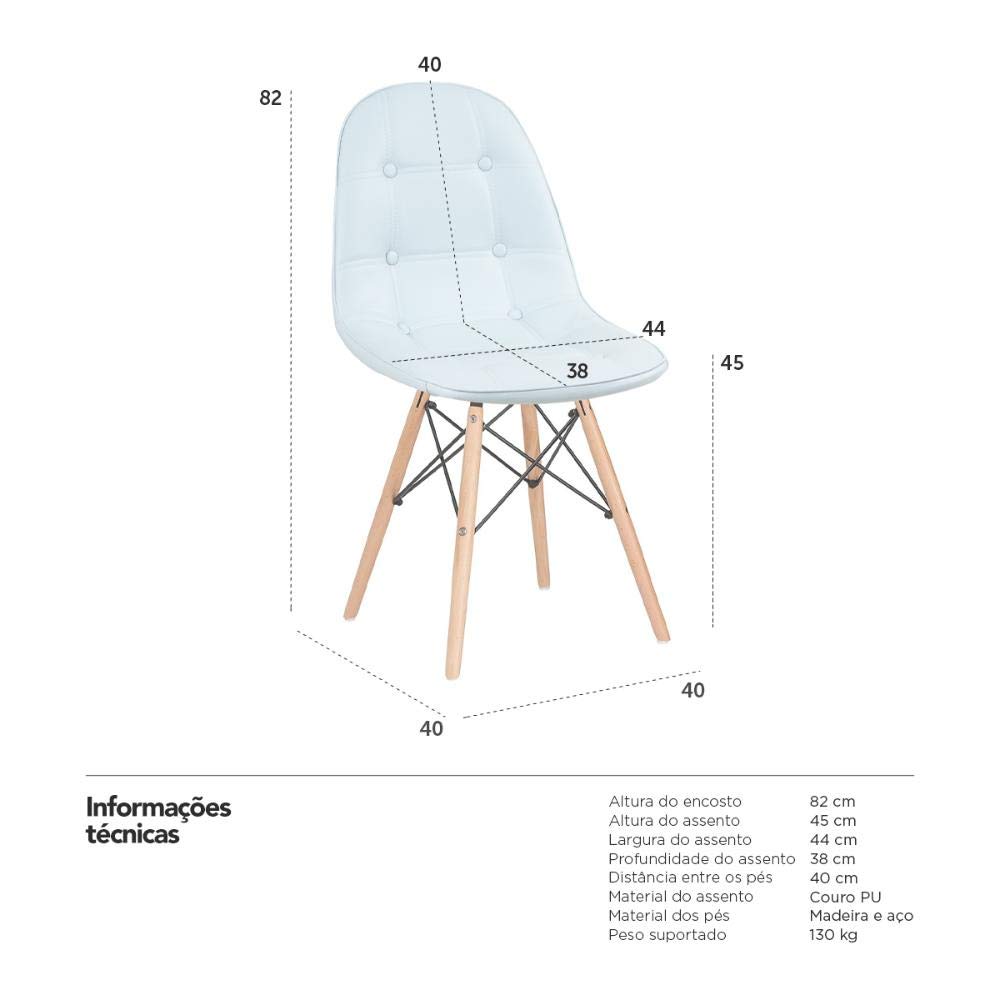 40
82
44
38
45
40
40
Informações
técnicas
Altura do encosto 82 cm
Altura do assento 45 cm
Largura do assento 44 cm
Profundidade do assento 38 cm
Distância entre os pés 40 cm
Material do assento Couro PU
Material dos pés Madeira e aço
Peso suportado 130 kg